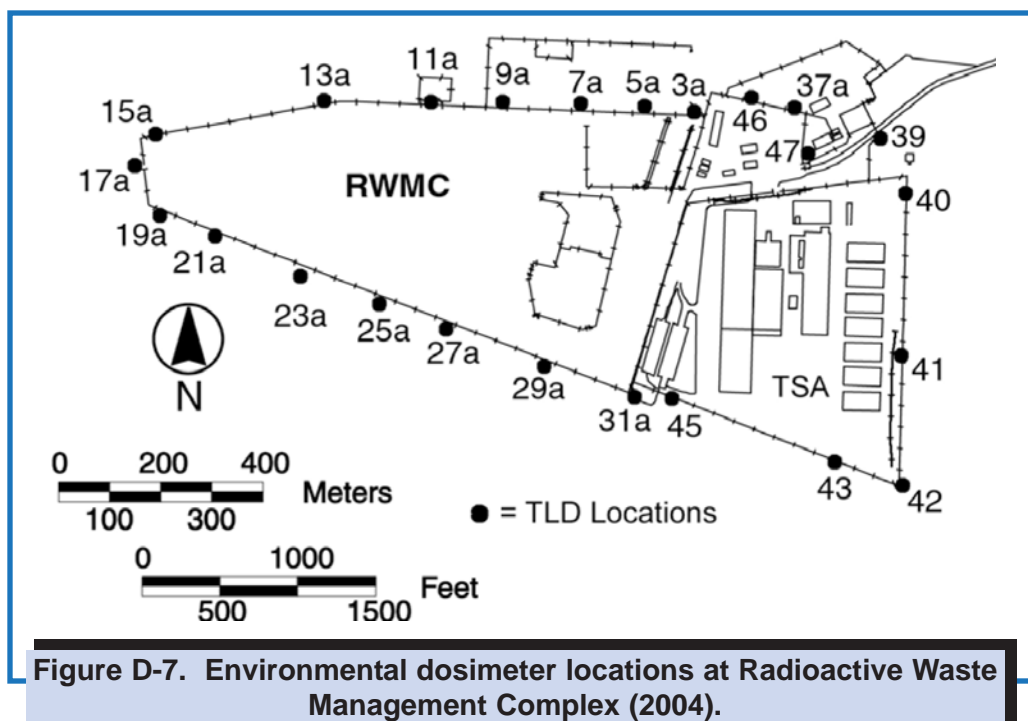 11a
13a
9a
7a
5a
3a
37a
46
15a
39
47
17a
RWMC
40
19a
21a
23a
25a
27a
41
N
29a
TSA
31a
45
0 200 400
Meters
100 300
43
42
= TLD Locations
0 1000
Feet
500 1500
Figure D-7. Environmental dosimeter locations at Radioactive Waste
Management Complex (2004).